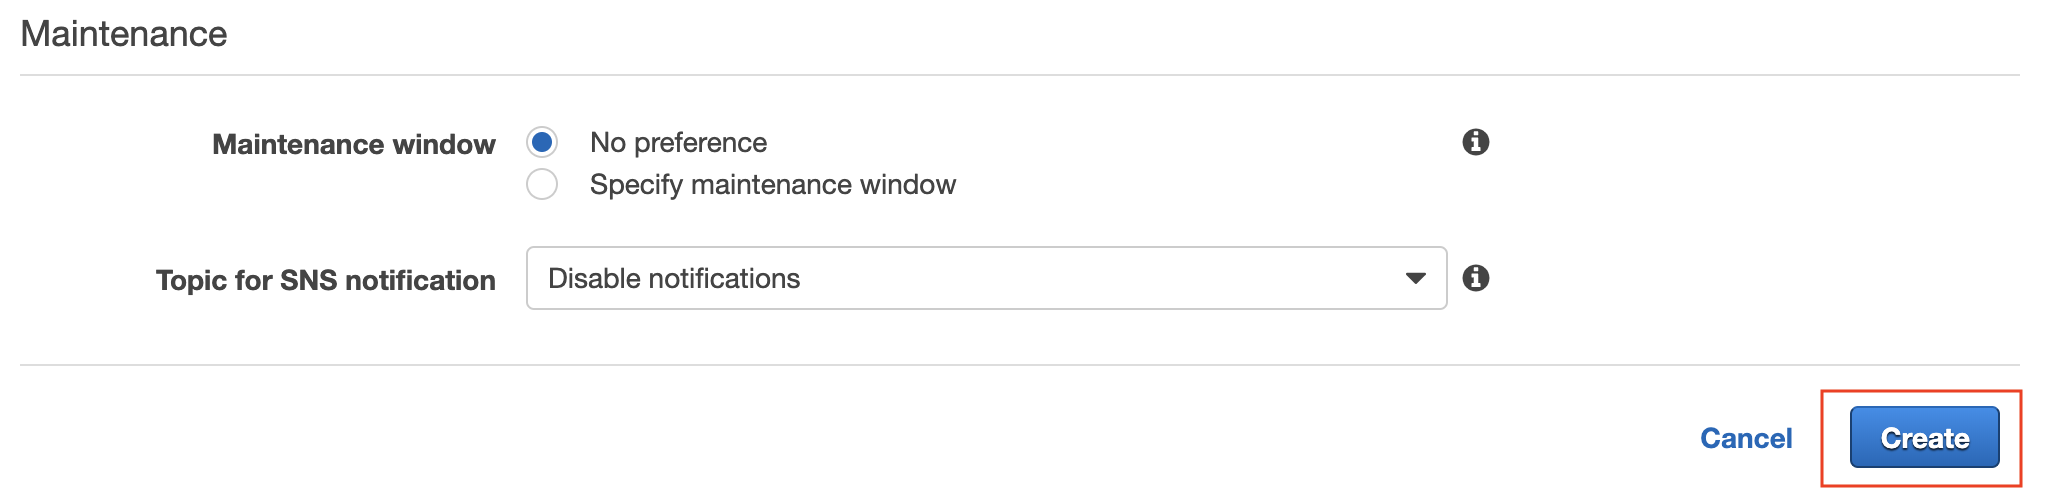 Maintenance
Maintenance window
No preference
Specify maintenance window
Topic for SNS notification
Disable notifications
Cancel
Create